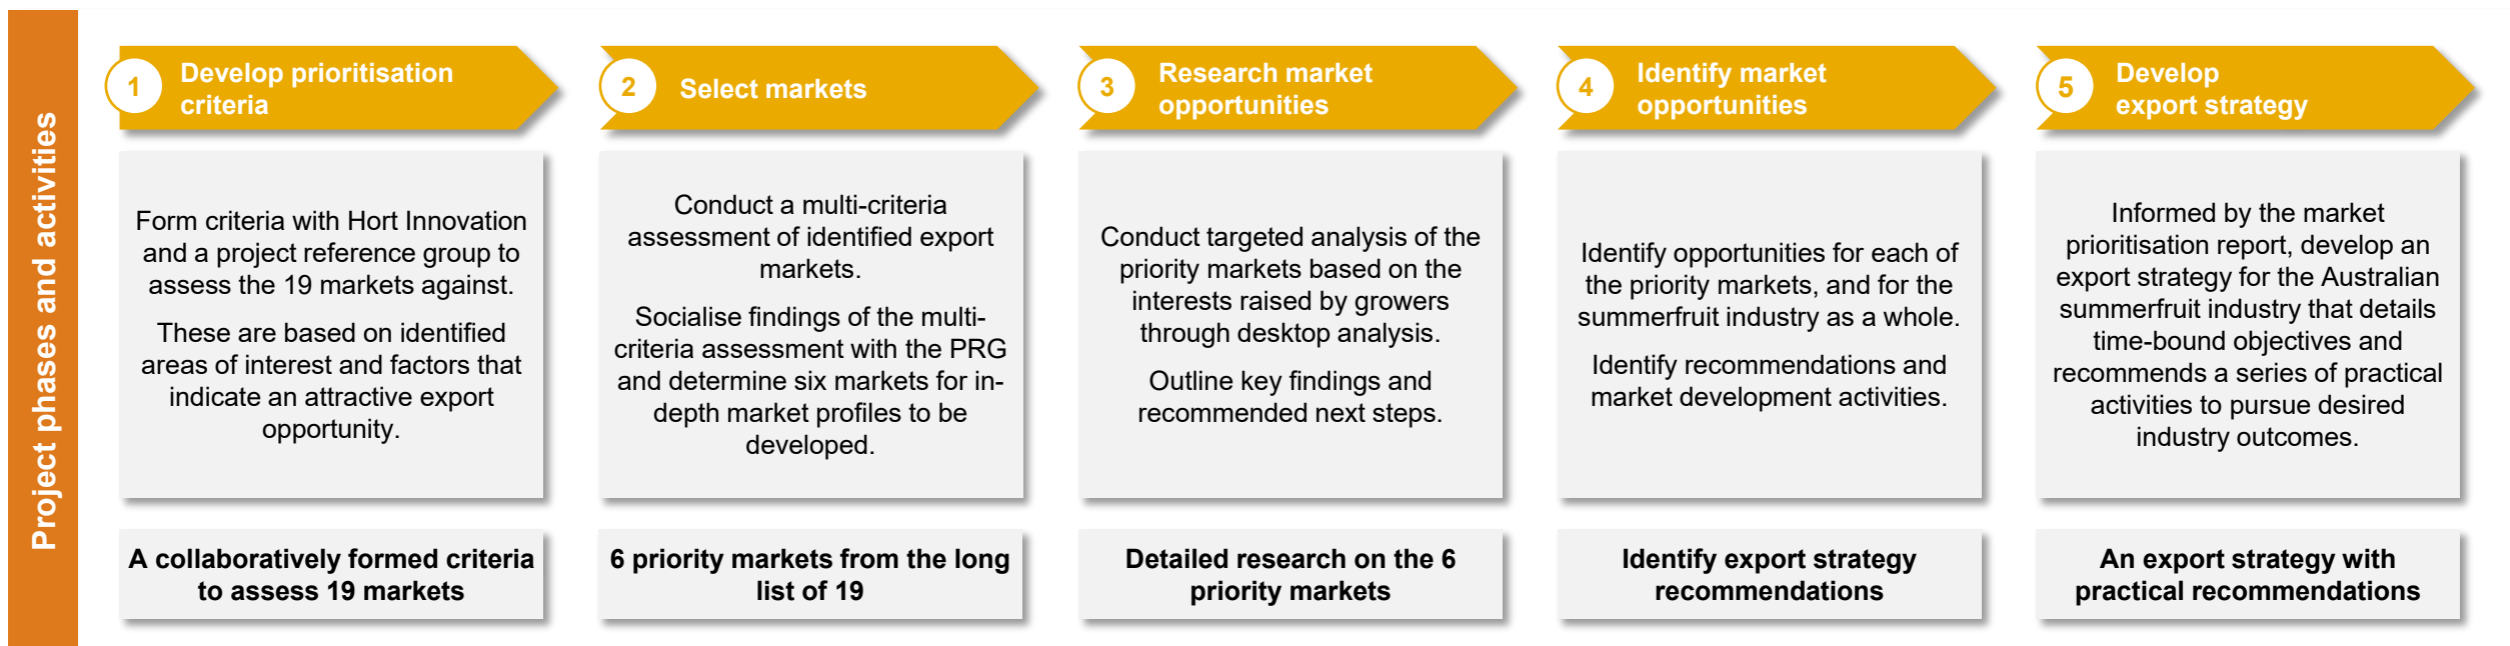 Project phases and activities
1
Develop prioritisation
criteria
Form criteria with Hort Innovation
and a project reference group to
assess the 19 markets against.
These are based on identified
areas of interest and factors that
indicate an attractive export
opportunity.
A collaboratively formed criteria
to assess 19 markets
2
Select markets
Conduct a multi-criteria
assessment of identified export
markets.
Socialise findings of the multi-
criteria assessment with the PRG
and determine six markets for in-
depth market profiles to be
developed.
6 priority markets from the long
list of 19
3
Research market
opportunities
Conduct targeted analysis of the
priority markets based on the
interests raised by growers
through desktop analysis.
Outline key findings and
recommended next steps.
Detailed research on the 6
priority markets
4
Identify market
opportunities
Identify opportunities for each of
the priority markets, and for the
summerfruit industry as a whole.
Identify recommendations and
market development activities.
Identify export strategy
recommendations
5
Develop
export strategy
Informed by the market
prioritisation report, develop an
export strategy for the Australian
summerfruit industry that details
time-bound objectives and
recommends a series of practical
activities to pursue desired
industry outcomes.
An export strategy with
practical recommendations